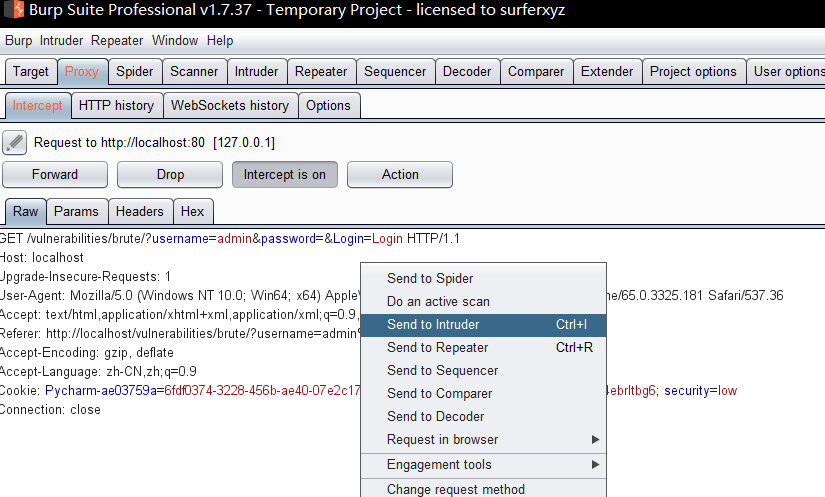 Burp Suite Professional v1.7.37 - Temporary Project - licensed to surferxyz
Burp Intruder Repeater Window Help
Target Proxy Spider Scanner Intruder Repeater Sequencer Decoder Comparer Extender Project options User options
Intercept HTTP history WebSockets history Options
Request to http://localhost:80 [127.0.0.1]
Forward Drop Intercept is on Action
Raw Params Headers Hex
GET /vulnerabilities/brute/?username=admin&password=&Login=Login HTTP/1.1
Host: localhost
Upgrade-Insecure-Requests: 1
User-Agent: Mozilla/5.0 (Windows NT 10.0; Win64; x64) Apple
me/65.0.3325.181 Safari/537.36
Accept: text/html,application/xhtml+xml,application/xml;q=0.9,
Referer: http://localhost/vulnerabilities/brute/?username=admin
Accept-Encoding: gzip, deflate
Accept-Language: zh-CN,zh;q=0.9
Cookie: Pycharm-ae03759a=6fdf0374-3228-456b-ae40-07e2c17
ebrltbg6; security=low
Connection: close
Send to Spider
Do an active scan
Send to Intruder Ctrl+I
Send to Repeater Ctrl+R
Send to Sequencer
Send to Comparer
Send to Decoder
Request in browser
Engagement tools
Change request method